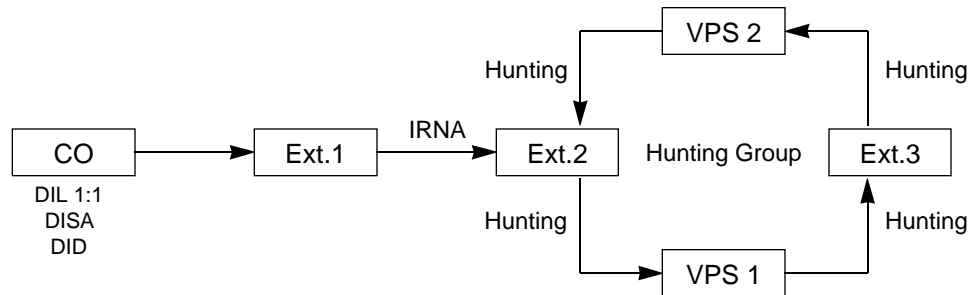 VPS 2
Hunting
Hunting
IRNA
CO
Ext.1
Ext.2
Hunting Group
Ext.3
DIL 1:1
DISA
DID
Hunting
Hunting
VPS 1